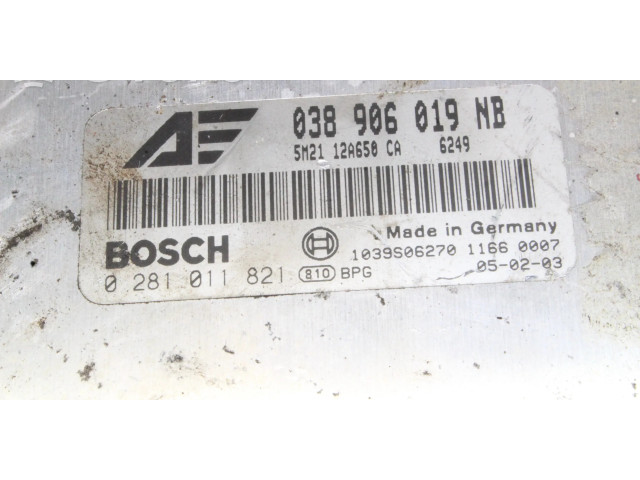 AE 038 906 019 NB
5M21 12A650 CA 6249
Made in Germany
BOSCH 1039S06270 1166 0007
0 281 011 821 810 BPG 05-02-03